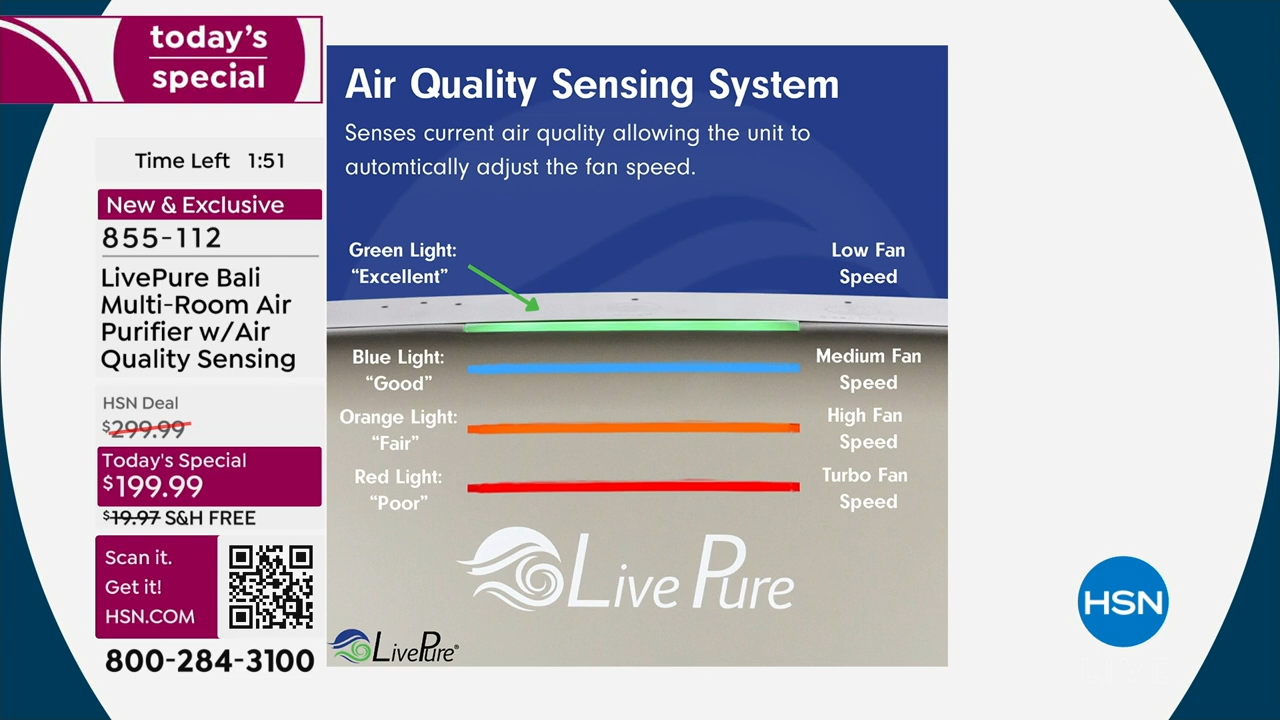 today's
special
Time Left 1:51
New & Exclusive
855-112
LivePure Bali
Multi-Room Air
Purifier w/Air
Quality Sensing
HSN Deal
$299.99
Today's Special
$199.99
$19.97 S&H FREE
Scan it.
Get it!
HSN.COM
800-284-3100
Air Quality Sensing System
Senses current air quality allowing the unit to
automtically adjust the fan speed.
Green Light:
“Excellent”
Low Fan
Speed
Blue Light:
“Good”
Medium Fan
Speed
Orange Light:
“Fair”
High Fan
Speed
Red Light:
“Poor”
Turbo Fan
Speed
Live Pure
LivePure®
HSN
LIVE